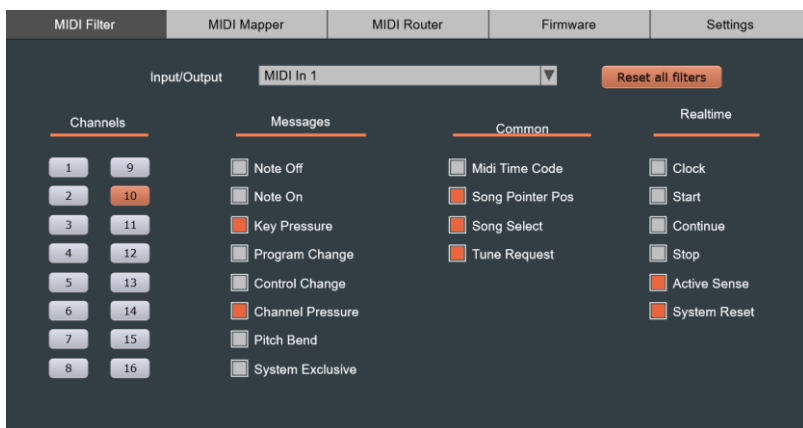 MIDI Filter MIDI Mapper MIDI Router Firmware Settings
Input/Output MIDI In 1 Reset all filters
Channels Messages Common Realtime
1 9 Note Off Midi Time Code Clock
2 10 Note On Song Pointer Pos Start
3 11 Key Pressure Song Select Continue
4 12 Program Change Tune Request Stop
5 13 Control Change Active Sense
6 14 Channel Pressure System Reset
7 15 Pitch Bend
8 16 System Exclusive